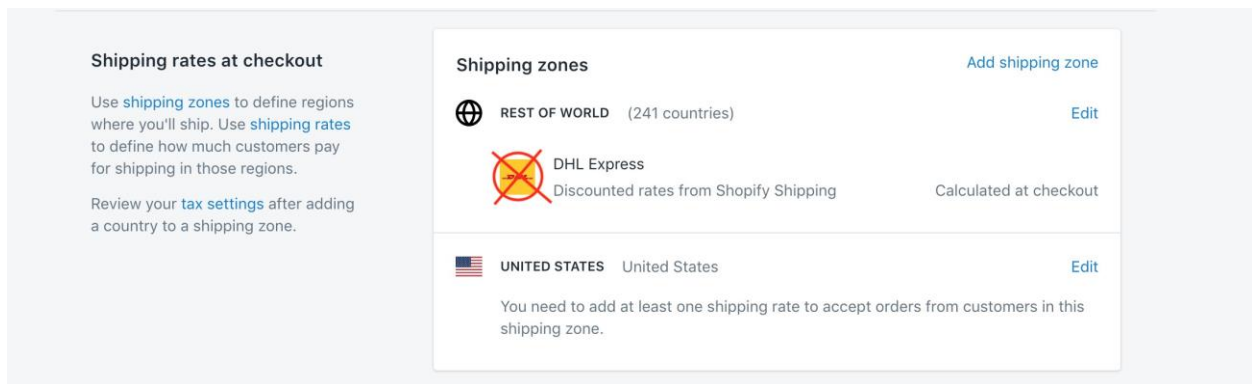 Shipping rates at checkout
Use shipping zones to define regions
where you'll ship. Use shipping rates
to define how much customers pay
for shipping in those regions.
Review your tax settings after adding
a country to a shipping zone.
Shipping zones
Add shipping zone
REST OF WORLD (241 countries)
Edit
DHL Express
Discounted rates from Shopify Shipping
Calculated at checkout
UNITED STATES United States
Edit
You need to add at least one shipping rate to accept orders from customers in this
shipping zone.